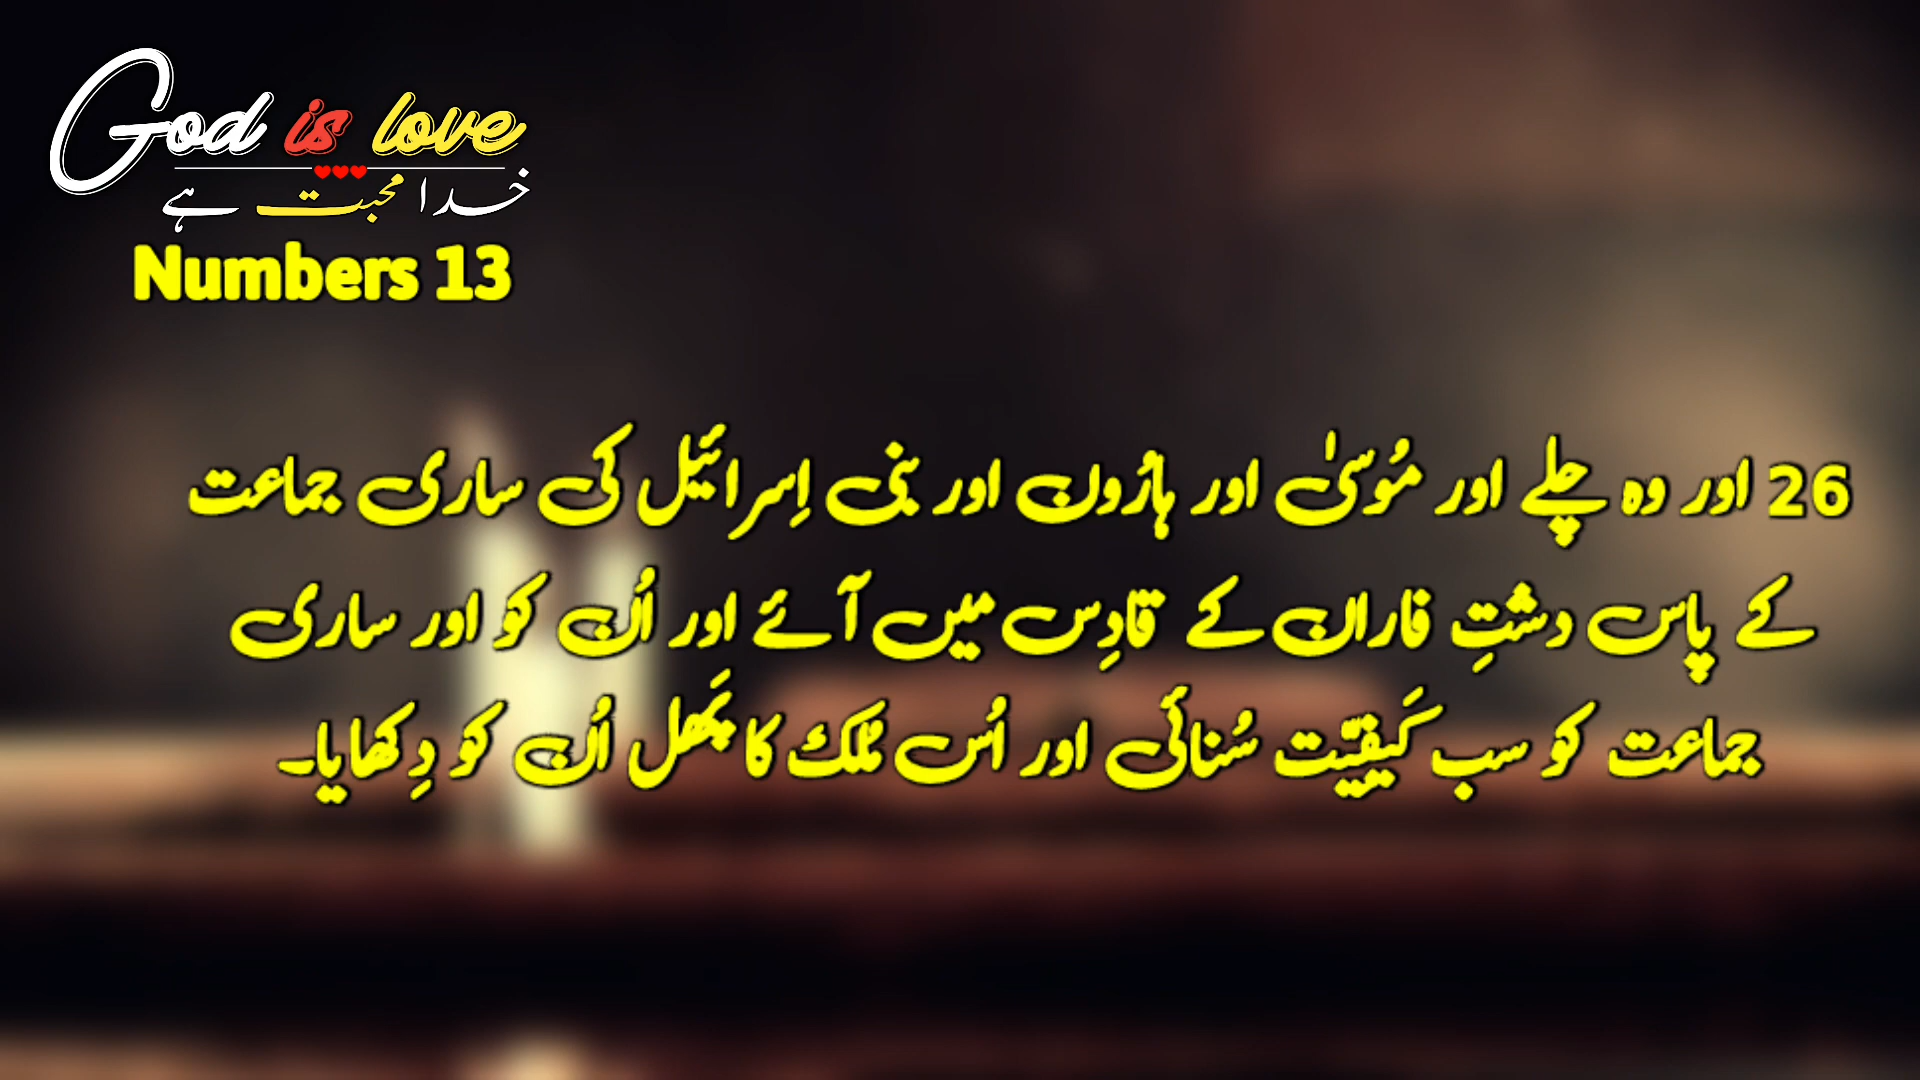 God is love
خدا محبت ہے
Numbers 13
26 اور وہ چلے اور مُوسیٰ اور ہارُون اور بنی اِسرائیل کی ساری جماعت
کے پاس دشتِ فاران کے قادِس میں آئے اور اُن کو اور ساری
جماعت کو سب کَیفِیّت سُنائی اور اُس مُلک کا پَھل اُن کو دِکھایا۔